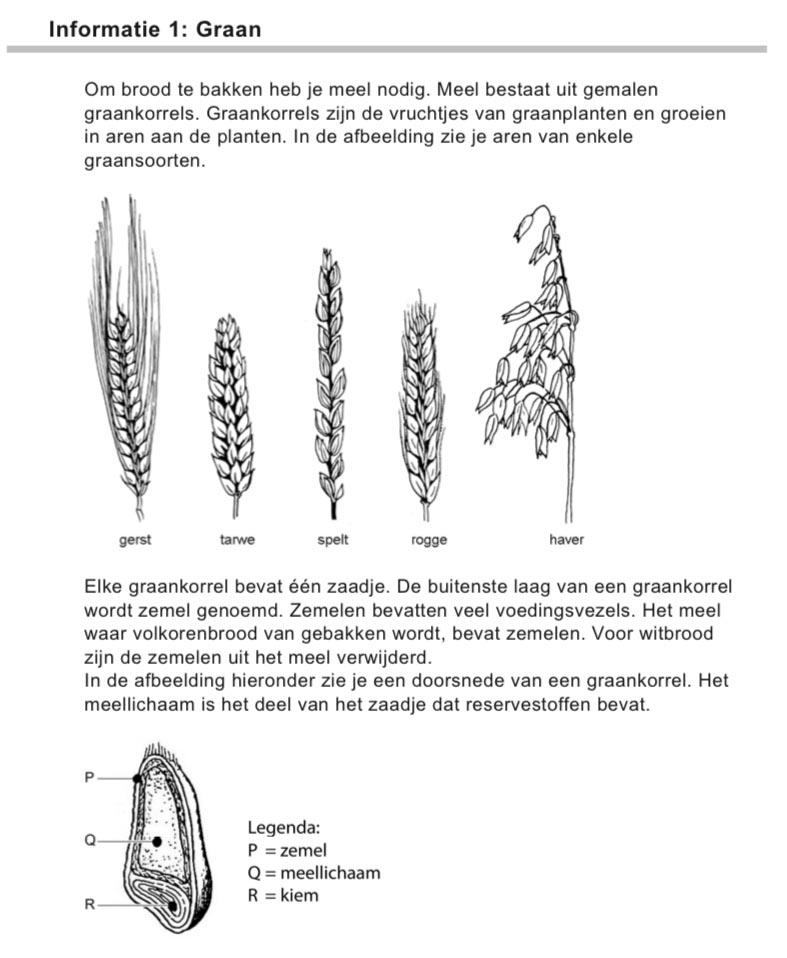 Informatie 1: Graan
Om brood te bakken heb je meel nodig. Meel bestaat uit gemalen
graankorrels. Graankorrels zijn de vruchtjes van graanplanten en groeien
in aren aan de planten. In de afbeelding zie je aren van enkele
graansoorten.
gerst tarwe spelt rogge haver
Elke graankorrel bevat één zaadje. De buitenste laag van een graankorrel
wordt zemel genoemd. Zemelen bevatten veel voedingsvezels. Het meel
waar volkorenbrood van gebakken wordt, bevat zemelen. Voor witbrood
zijn de zemelen uit het meel verwijderd.
In de afbeelding hieronder zie je een doorsnede van een graankorrel. Het
meellichaam is het deel van het zaadje dat reservestoffen bevat.
P
Q
R
Legenda:
P = zemel
Q = meellichaam
R = kiem